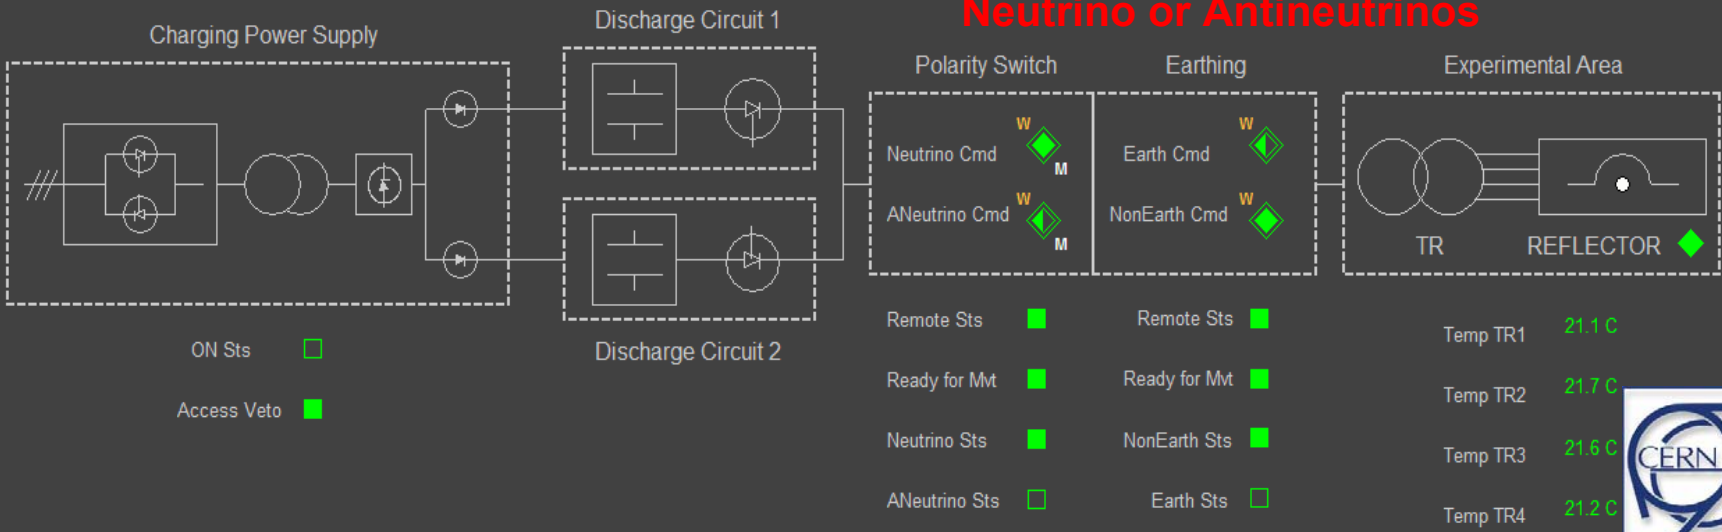 Neutrino or Antineutrinos
Charging Power Supply
Discharge Circuit 1
Polarity Switch
Earthing
Experimental Area
Neutrino Cmd
W
M
ANeutrino Cmd
W
M
Earth Cmd
W
NonEarth Cmd
W
TR
REFLECTOR
ON Sts
Access Veto
Discharge Circuit 2
Remote Sts
Ready for Mvt
Neutrino Sts
ANeutrino Sts
Remote Sts
Ready for Mvt
NonEarth Sts
Earth Sts
Temp TR1 21.1 C
Temp TR2 21.7 C
Temp TR3 21.6 C
Temp TR4 21.2 C
CERN